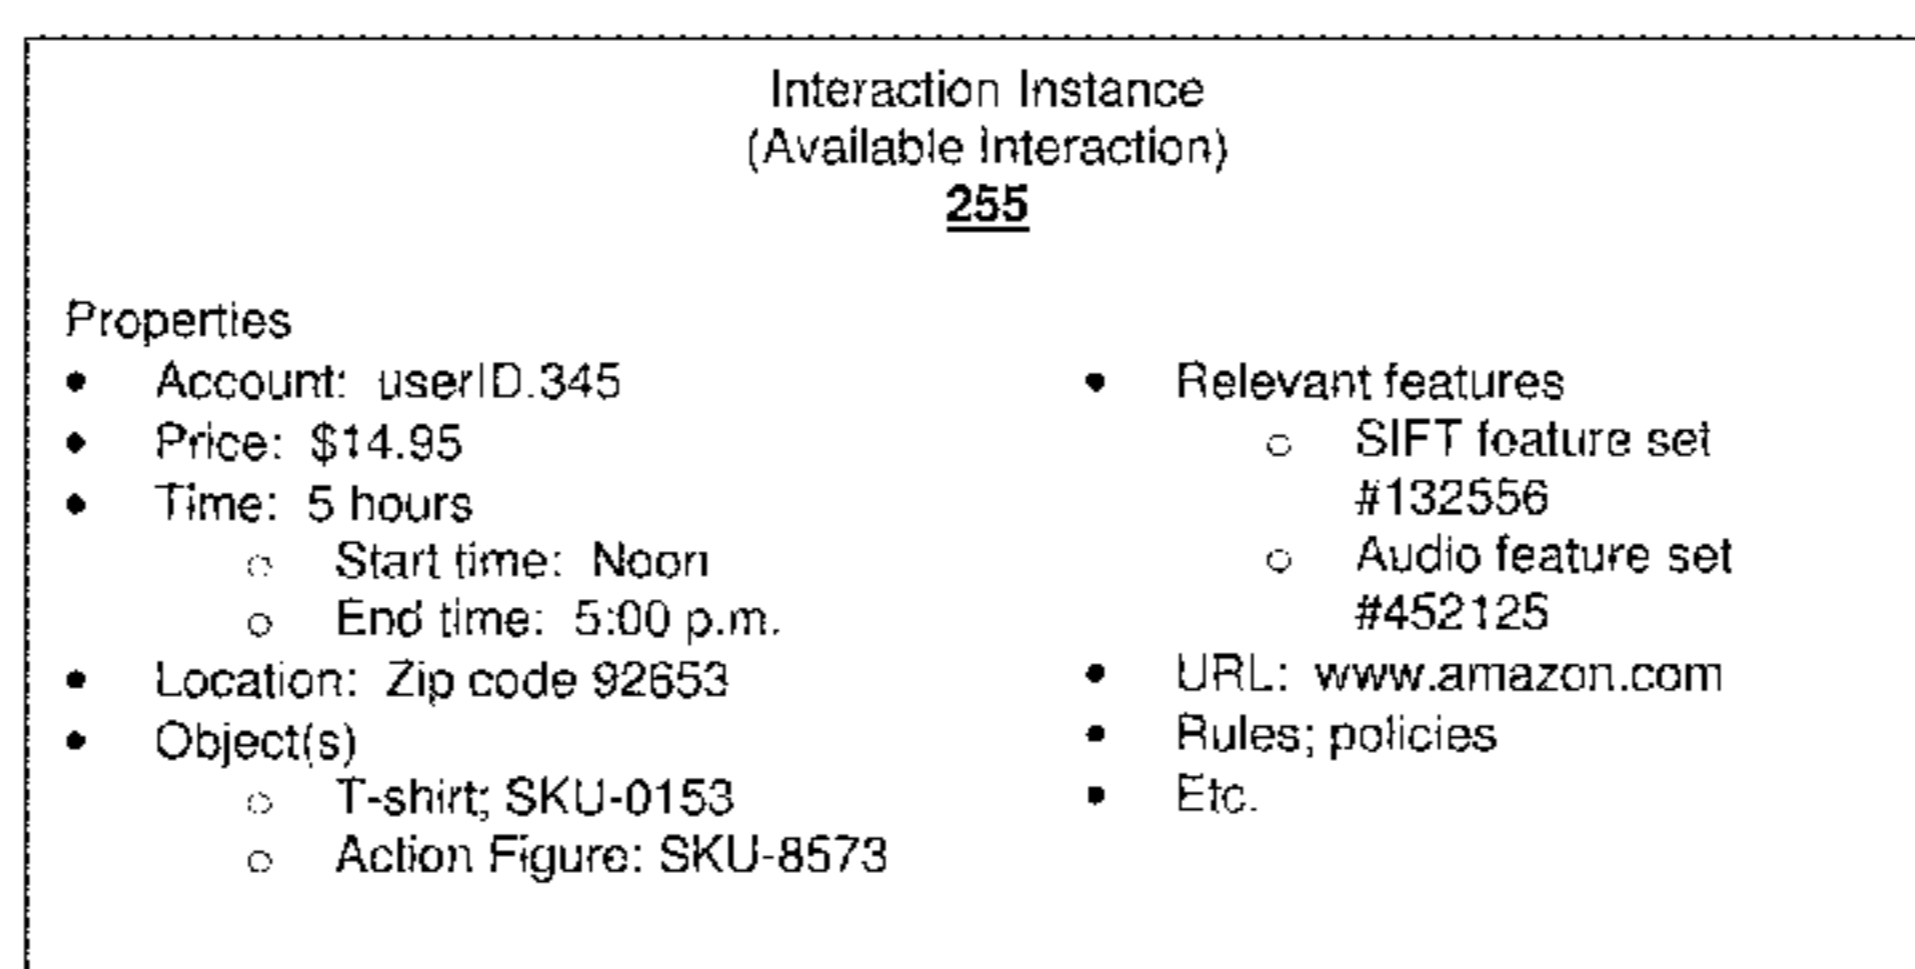 Interaction Instance
(Available Interaction)
255
Properties
• Account: userID.345
• Price: $14.95
• Time: 5 hours
○ Start time: Noon
○ End time: 5:00 p.m.
• Location: Zip code 92653
• Object(s)
○ T-shirt; SKU-0153
○ Action Figure: SKU-8573
• Relevant features
○ SIFT feature set
#132556
○ Audio feature set
#452125
• URL: www.amazon.com
• Rules; policies
• Etc.